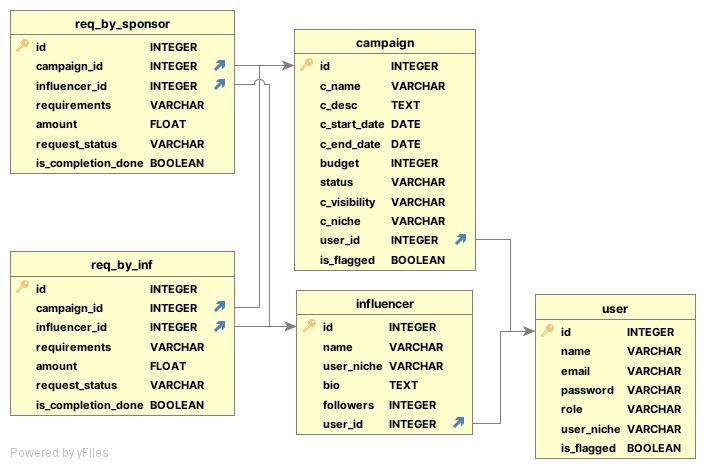 req_by_sponsor
id INTEGER
campaign_id INTEGER
influencer_id INTEGER
requirements VARCHAR
amount FLOAT
request_status VARCHAR
is_completion_done BOOLEAN
campaign
id INTEGER
c_name VARCHAR
c_desc TEXT
c_start_date DATE
c_end_date DATE
budget INTEGER
status VARCHAR
c_visibility VARCHAR
c_niche VARCHAR
user_id INTEGER
is_flagged BOOLEAN
req_by_inf
id INTEGER
campaign_id INTEGER
influencer_id INTEGER
requirements VARCHAR
amount FLOAT
request_status VARCHAR
is_completion_done BOOLEAN
influencer
id INTEGER
name VARCHAR
user_niche VARCHAR
bio TEXT
followers INTEGER
user_id INTEGER
user
id INTEGER
name VARCHAR
email VARCHAR
password VARCHAR
role VARCHAR
user_niche VARCHAR
is_flagged BOOLEAN
Powered by yFiles